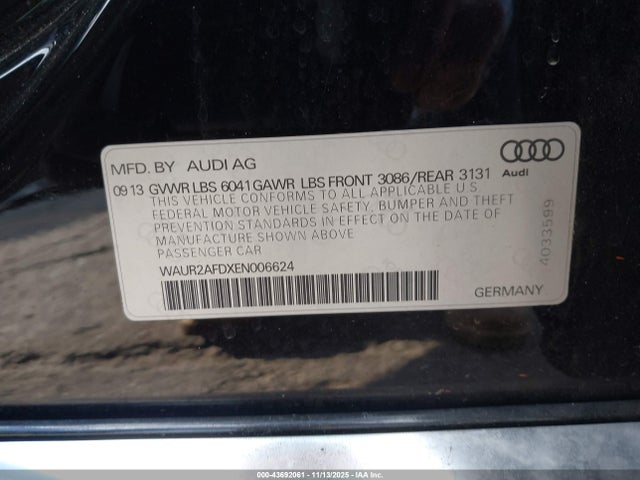 MFD. BY AUDI AG
09 13 GVWR LBS 6041 GAWR LBS FRONT 3086/REAR 3131
Audi
THIS VEHICLE CONFORMS TO ALL APPLICABLE U.S
FEDERAL MOTOR VEHICLE SAFETY, BUMPER AND THEFT
PREVENTION STANDARDS IN EFFECT ON THE DATE OF
MANUFACTURE SHOWN ABOVE
PASSENGER CAR
4033599
WAUR2AFDXEN006624
GERMANY
000-43692061 - 11/13/2025 - IAA Inc.